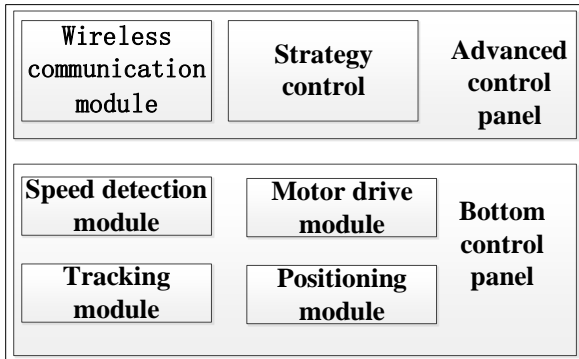 Wireless
communication
module
Strategy
control
Advanced
control
panel
Speed detection
module
Motor drive
module
Bottom
control
panel
Tracking
module
Positioning
module